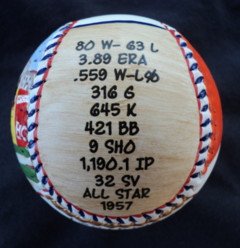 80 W- 63 L
3.89 ERA
.559 W-L%
316 G
645 K
421 BB
9 SHO
1,190.1 IP
32 SV
ALL STAR
1957